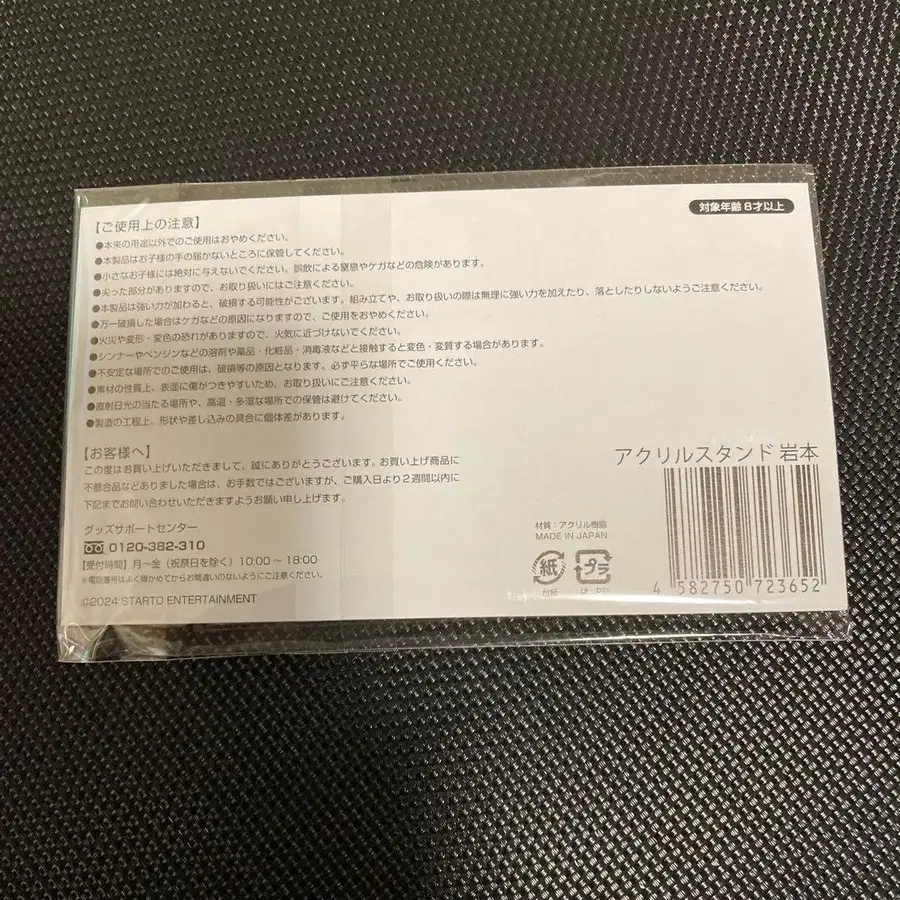 対象年齢 8才以上
【ご使用上の注意】
●本来の用途以外でのご使用はおやめください。
●本製品はお子様の手の届かないところに保管してください。
●小さなお子様には絶対に与えないでください。誤飲による窒息やケガなどの危険があります。
●尖った部分がありますので、お取り扱いにはご注意ください。
●本製品は強い力が加わると、破損する可能性がございます。組み立てや、お取り扱いの際は無理に強い力を加えたり、落としたりしないようご注意ください。
●万一破損した場合はケガなどの原因になりますので、ご使用をおやめください。
●火災や変形・変色の恐れがありますので、火気に近づけないでください。
●シンナーやベンジンなどの溶剤や薬品・化粧品・消毒液などと接触すると変色・変質する場合があります。
●不安定な場所でのご使用は、破損等の原因となります。必ず平らな場所でご使用ください。
●素材の性質上、表面に傷がつきやすいため、お取り扱いにご注意ください。
●直射日光の当たる場所や、高温・多湿な場所での保管は避けてください。
●製造の工程上、形状や差し込みの具合に個体差があります。
【お客様へ】
この度はお買い上げいただきまして、誠にありがとうございます。お買い上げ商品に
不都合品などありました場合は、お手数ではございますが、ご購入日より2週間以内に
下記までお問い合わせいただきますようお願い申し上げます。
グッズサポートセンター
0120-382-310
【受付時間】月～金（祝祭日を除く）10:00～18:00
※電話番号はよく確かめてからお間違いのないようにご注意ください。
©2024 STARTO ENTERTAINMENT
アクリルスタンド 岩本
材質：アクリル樹脂
MADE IN JAPAN
紙
プラ
台紙
袋:PP
4 582750 723652